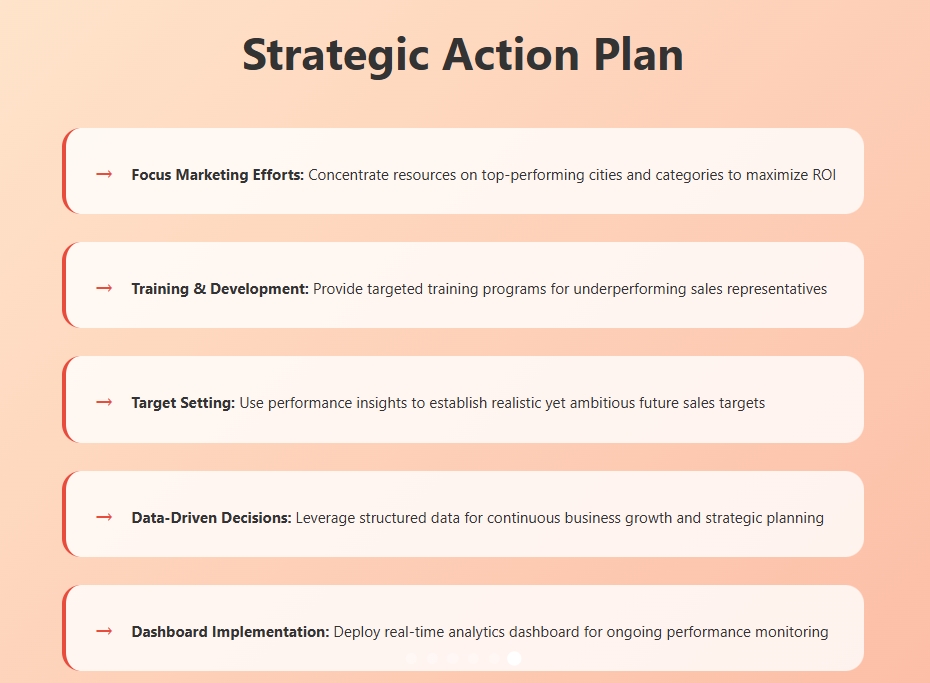 Strategic Action Plan
→ Focus Marketing Efforts: Concentrate resources on top-performing cities and categories to maximize ROI
→ Training & Development: Provide targeted training programs for underperforming sales representatives
→ Target Setting: Use performance insights to establish realistic yet ambitious future sales targets
→ Data-Driven Decisions: Leverage structured data for continuous business growth and strategic planning
→ Dashboard Implementation: Deploy real-time analytics dashboard for ongoing performance monitoring